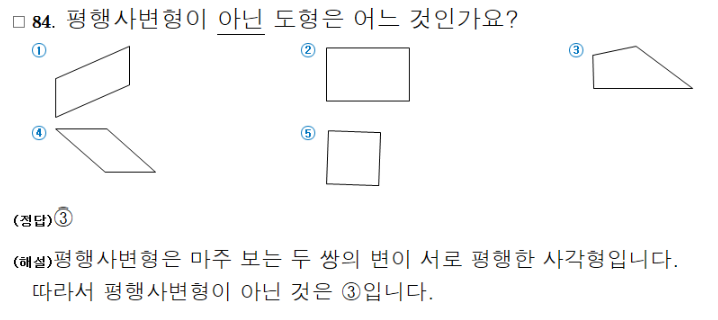 □ 84. 평행사변형이 아닌 도형은 어느 것인가요?
① ② ③
④ ⑤
(정답)③
(해설)평행사변형은 마주 보는 두 쌍의 변이 서로 평행한 사각형입니다.
따라서 평행사변형이 아닌 것은 ③입니다.